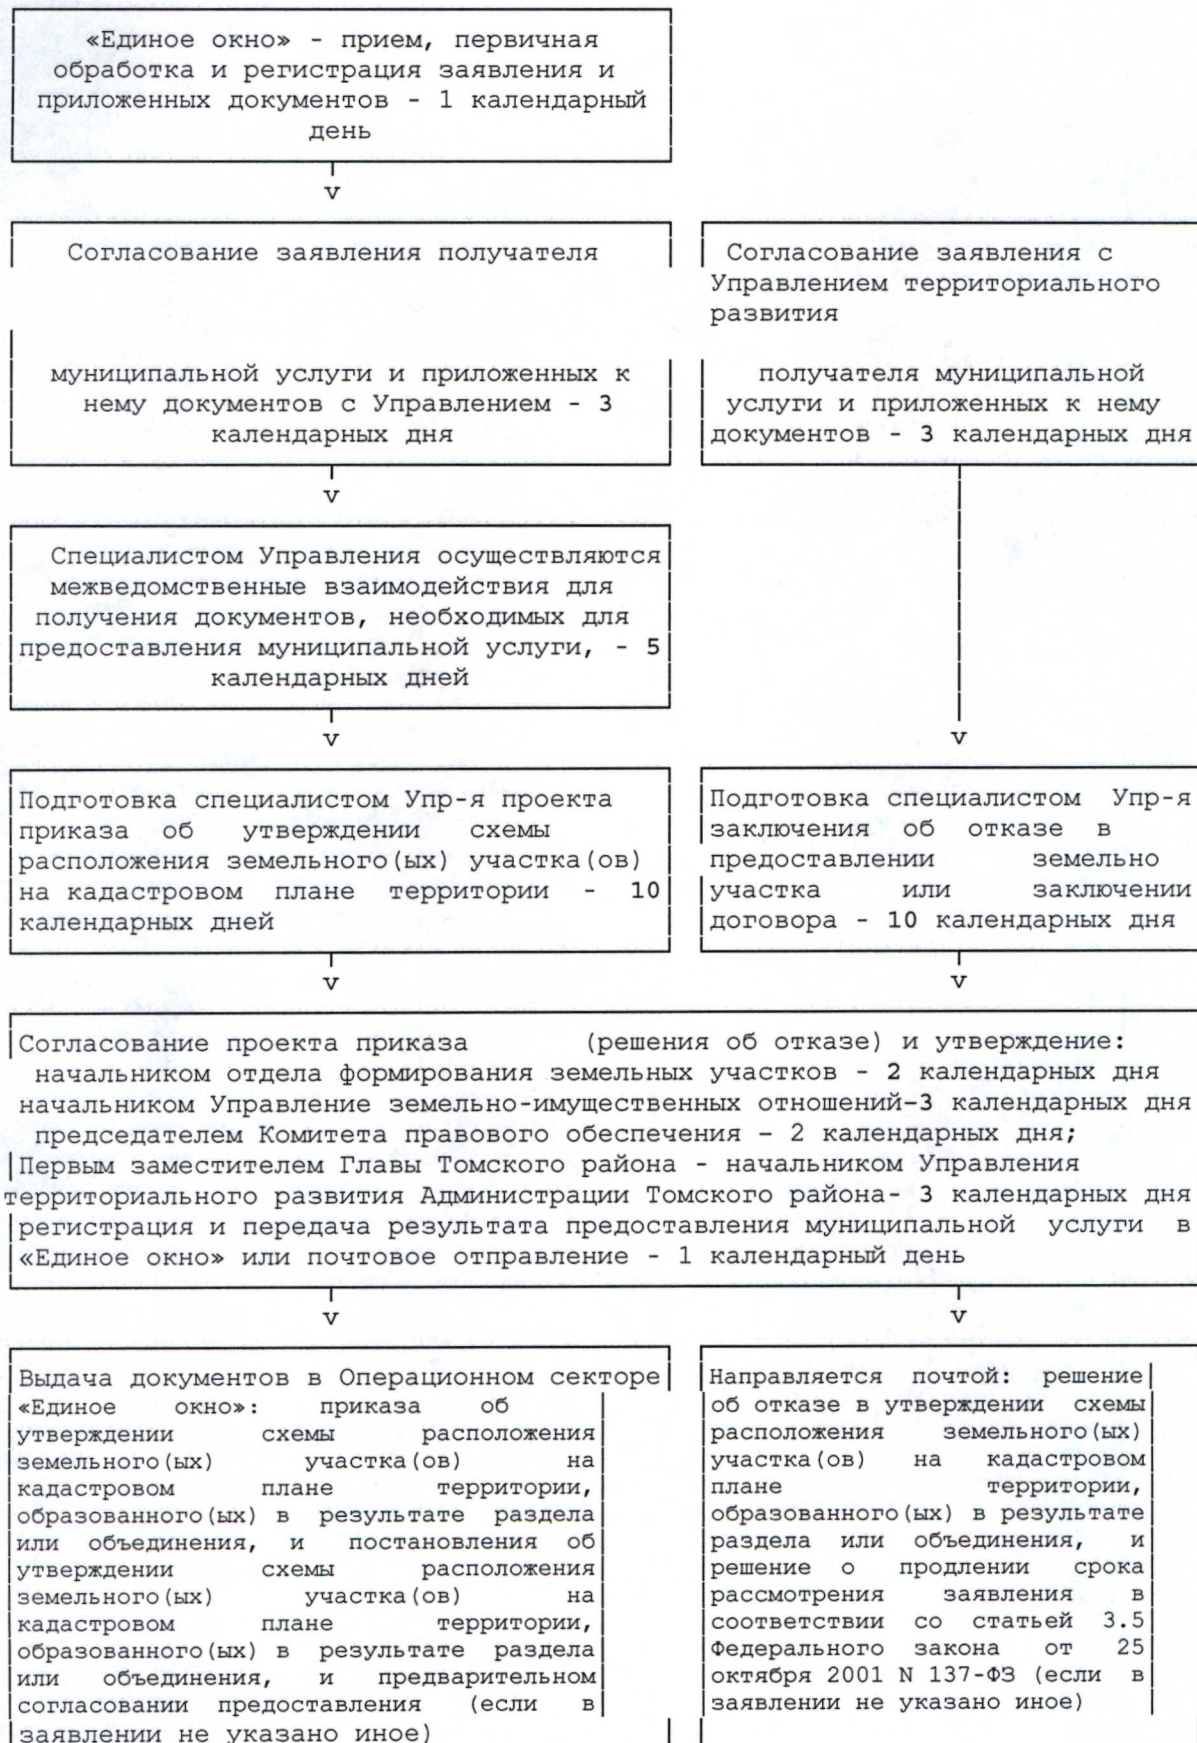 «Единое окно» - прием, первичная
обработка и регистрация заявления и
приложенных документов - 1 календарный
день
v
Согласование заявления получателя
муниципальной услуги и приложенных к
нему документов с Управлением - 3
календарных дня
Согласование заявления с
Управлением территориального
развития
получателя муниципальной
услуги и приложенных к нему
документов - 3 календарных дня
v
Специалистом Управления осуществляются
межведомственные взаимодействия для
получения документов, необходимых для
предоставления муниципальной услуги, - 5
календарных дней
v
v
Подготовка специалистом Упр-я проекта
приказа об утверждении схемы
расположения земельного(ых) участка(ов)
на кадастровом плане территории - 10
календарных дней
Подготовка специалистом Упр-я
заключения об отказе в
предоставлении земельно
участка или заключении
договора - 10 календарных дня
v
v
Согласование проекта приказа (решения об отказе) и утверждение:
начальником отдела формирования земельных участков - 2 календарных дня
начальником Управление земельно-имущественных отношений-3 календарных дня
председателем Комитета правового обеспечения – 2 календарных дня;
Первым заместителем Главы Томского района - начальником Управления
территориального развития Администрации Томского района- 3 календарных дня
регистрация и передача результата предоставления муниципальной услуги в
«Единое окно» или почтовое отправление - 1 календарный день
v
v
Выдача документов в Операционном секторе
«Единое окно»: приказа об
утверждении схемы расположения
земельного(ых) участка(ов) на
кадастровом плане территории,
образованного(ых) в результате раздела
или объединения, и постановления об
утверждении схемы расположения
земельного(ых) участка(ов) на
кадастровом плане территории,
образованного(ых) в результате раздела
или объединения, и предварительном
согласовании предоставления (если в
заявлении не указано иное)
Направляется почтой: решение
об отказе в утверждении схемы
расположения земельного(ых)
участка(ов) на кадастровом
плане территории,
образованного(ых) в результате
раздела или объединения, и
решение о продлении срока
рассмотрения заявления в
соответствии со статьей 3.5
Федерального закона от 25
октября 2001 N 137-ФЗ (если в
заявлении не указано иное)